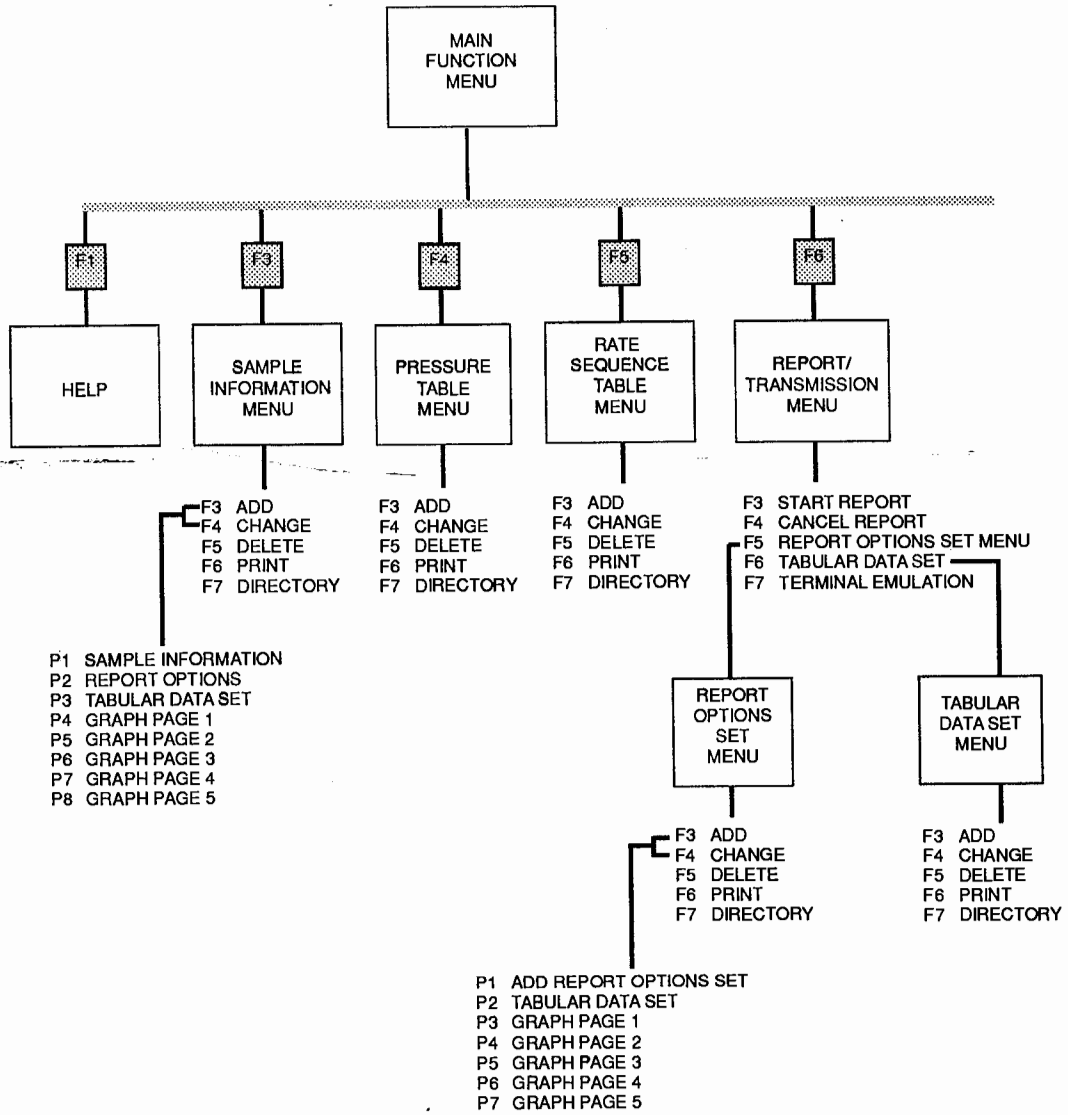 MAIN
FUNCTION
MENU
F1
F3
F4
F5
F6
HELP
SAMPLE
INFORMATION
MENU
PRESSURE
TABLE
MENU
RATE
SEQUENCE
TABLE
MENU
REPORT/
TRANSMISSION
MENU
F3 ADD
F4 CHANGE
F5 DELETE
F6 PRINT
F7 DIRECTORY
F3 ADD
F4 CHANGE
F5 DELETE
F6 PRINT
F7 DIRECTORY
F3 ADD
F4 CHANGE
F5 DELETE
F6 PRINT
F7 DIRECTORY
F3 START REPORT
F4 CANCEL REPORT
F5 REPORT OPTIONS SET MENU
F6 TABULAR DATA SET
F7 TERMINAL EMULATION
P1 SAMPLE INFORMATION
P2 REPORT OPTIONS
P3 TABULAR DATA SET
P4 GRAPH PAGE 1
P5 GRAPH PAGE 2
P6 GRAPH PAGE 3
P7 GRAPH PAGE 4
P8 GRAPH PAGE 5
REPORT
OPTIONS
SET
MENU
TABULAR
DATA SET
MENU
F3 ADD
F4 CHANGE
F5 DELETE
F6 PRINT
F7 DIRECTORY
F3 ADD
F4 CHANGE
F5 DELETE
F6 PRINT
F7 DIRECTORY
P1 ADD REPORT OPTIONS SET
P2 TABULAR DATA SET
P3 GRAPH PAGE 1
P4 GRAPH PAGE 2
P5 GRAPH PAGE 3
P6 GRAPH PAGE 4
P7 GRAPH PAGE 5